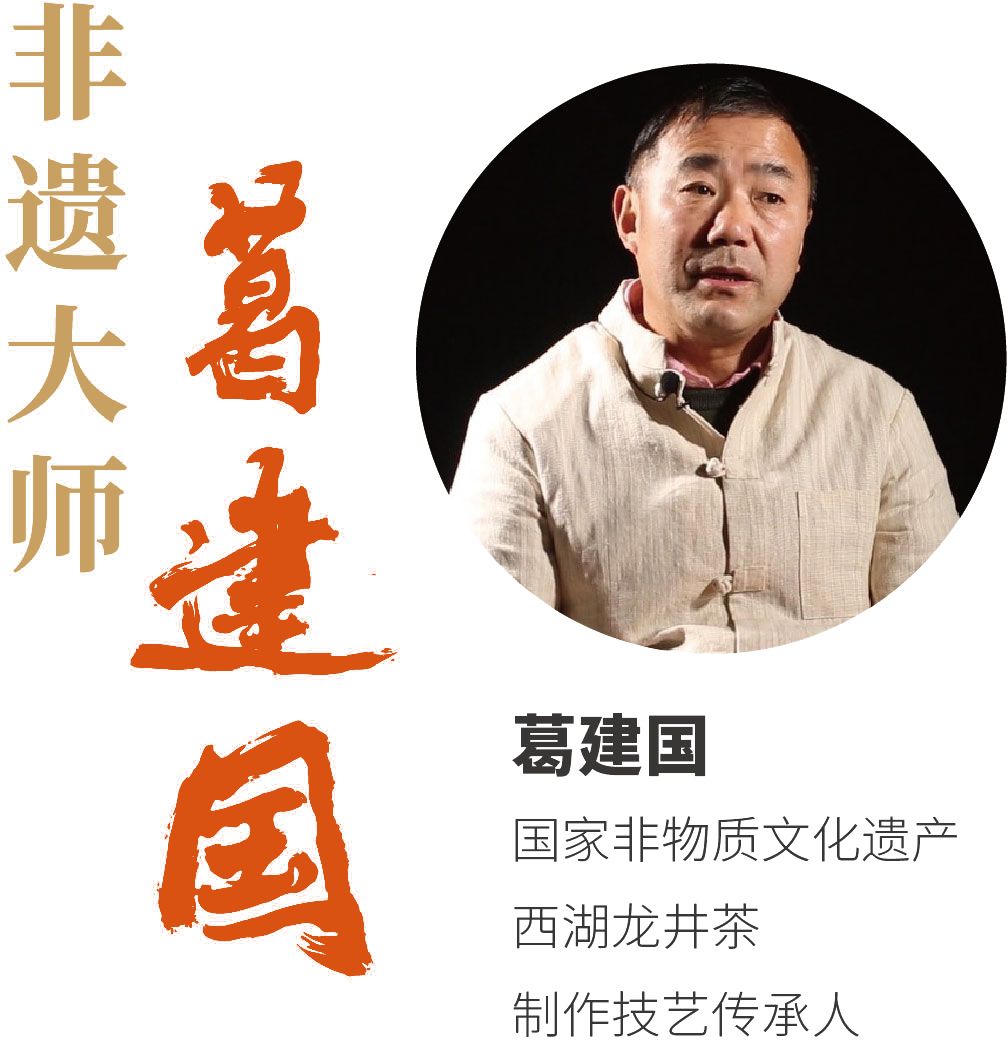 非遗大师
葛建国
葛建国
国家非物质文化遗产
西湖龙井茶
制作技艺传承人